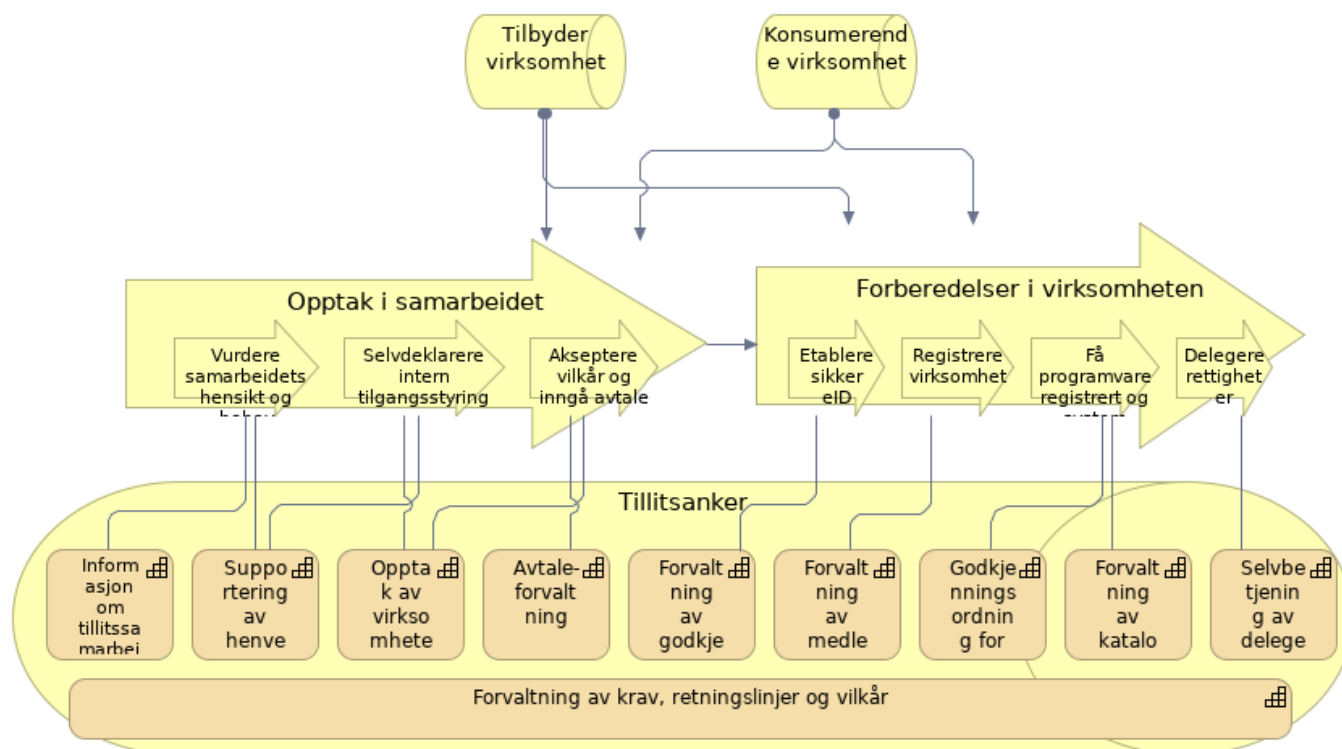 Tilbyder
virksomhet
Konsumerend
e virksomhet
Opptak i samarbeidet
Vurdere
samarbeidets
hensikt og
Selvdeklarere
intern
tilgangsstyring
Akseptere
vilkår og
inngå avtale
Forberedelser i virksomheten
Etablere
sikker
eID
Registrere
virksomhet
Få
programvare
registrert og
system
Delegere
rettighet
er
Tillitsanker
Inform
asjon
om
tillitssa
marbei
Suppo
rtering
av
henve
Oppta
k av
virkso
mhete
Avtale-
forvalt
ning
Forvalt
ning
av
godkje
Forvalt
ning
av
medle
Godkje
nnings
ordnin
g for
Forvalt
ning
av
katalo
Selvbe
tjenin
g av
delege
Forvaltning av krav, retningslinjer og vilkår